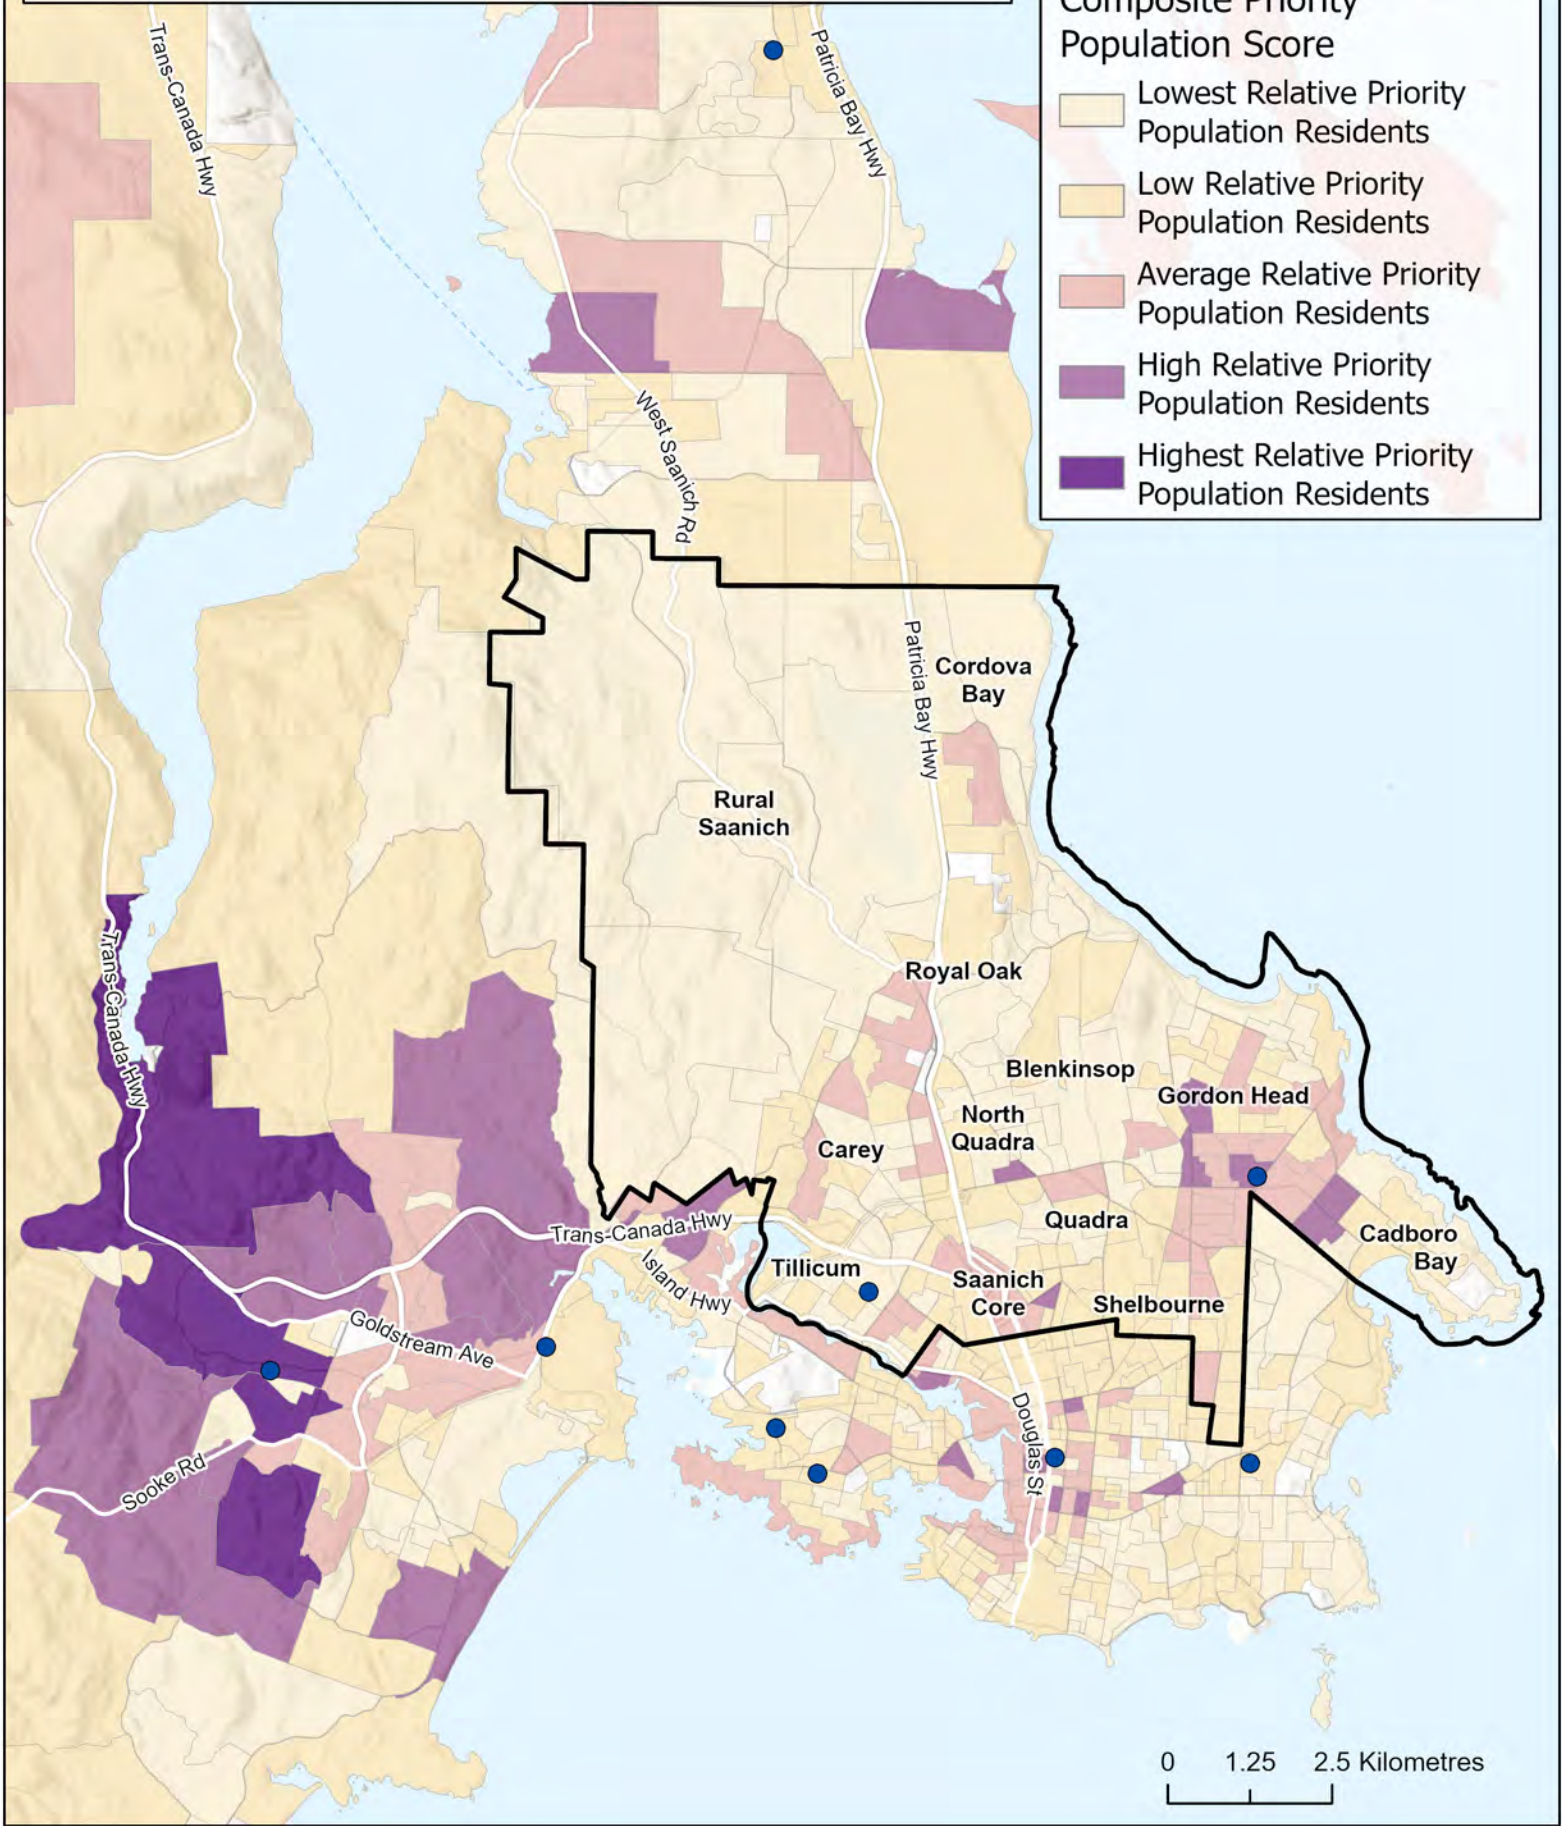 Composite Priority
Population Score
Lowest Relative Priority
Population Residents
Low Relative Priority
Population Residents
Average Relative Priority
Population Residents
High Relative Priority
Population Residents
Highest Relative Priority
Population Residents
Trans-Canada Hwy
Patricia Bay Hwy
West Saanich Rd
Patricia Bay Hwy
Cordova
Bay
Rural
Saanich
Trans-Canada Hwy
Royal Oak
Blenkinsop
Gordon Head
North
Quadra
Carey
Quadra
Cadboro
Bay
Trans-Canada Hwy
Island Hwy
Tillicum
Saanich
Core
Shelbourne
Goldstream Ave
Douglas St
Sooke Rd
0 1.25 2.5 Kilometres